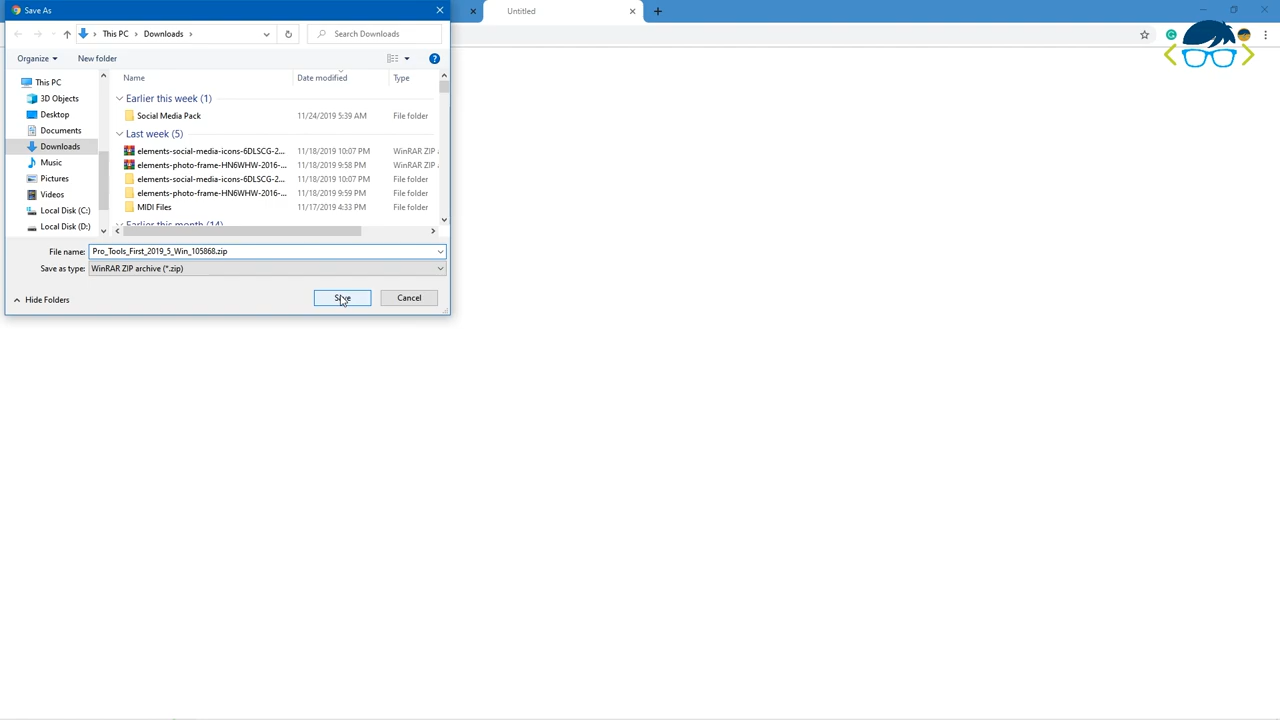 Save As
Untitled
This PC
Downloads
Search Downloads
Organize
New folder
This PC
3D Objects
Desktop
Documents
Downloads
Music
Pictures
Videos
Local Disk (C:)
Local Disk (D:)
Name Date modified Type
Earlier this week (1)
Social Media Pack 11/24/2019 5:39 AM File folder
Last week (5)
elements-social-media-icons-6DLSCG-2... 11/18/2019 10:07 PM WinRAR ZIP
elements-photo-frame-HN6WHW-2016-... 11/18/2019 9:58 PM WinRAR ZIP
elements-social-media-icons-6DLSCG-2... 11/18/2019 10:07 PM File folder
elements-photo-frame-HN6WHW-2016-... 11/18/2019 9:59 PM File folder
MIDI Files 11/17/2019 4:33 PM File folder
Earlier this month (14)
File name: Pro_Tools_First_2019_5_Win_105868.zip
Save as type: WinRAR ZIP archive (*.zip)
Hide Folders
Save
Cancel